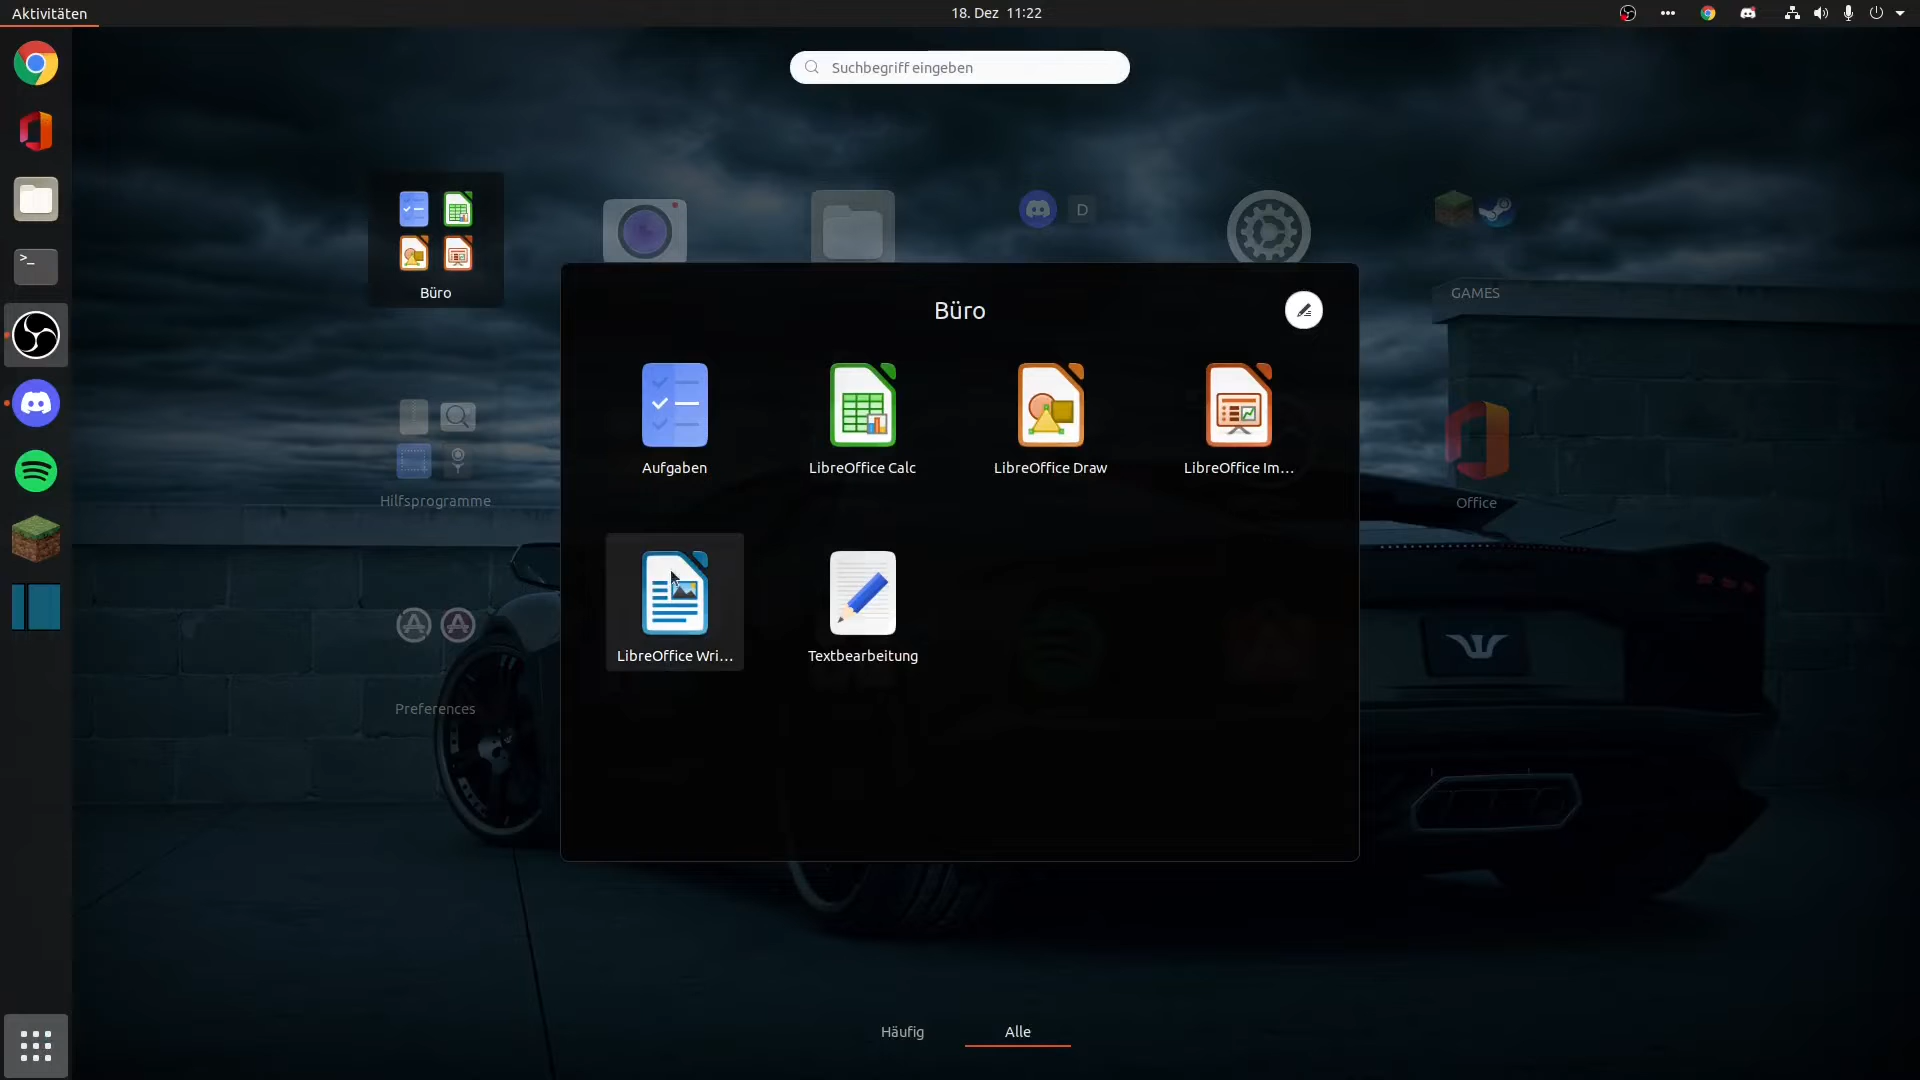 Aktivitäten
18. Dez 11:22
Suchbegriff eingeben
D
Büro
GAMES
Büro
Aufgaben
LibreOffice Calc
LibreOffice Draw
LibreOffice Im...
Hilfsprogramme
Office
LibreOffice Wri...
Textbearbeitung
Preferences
Häufig
Alle